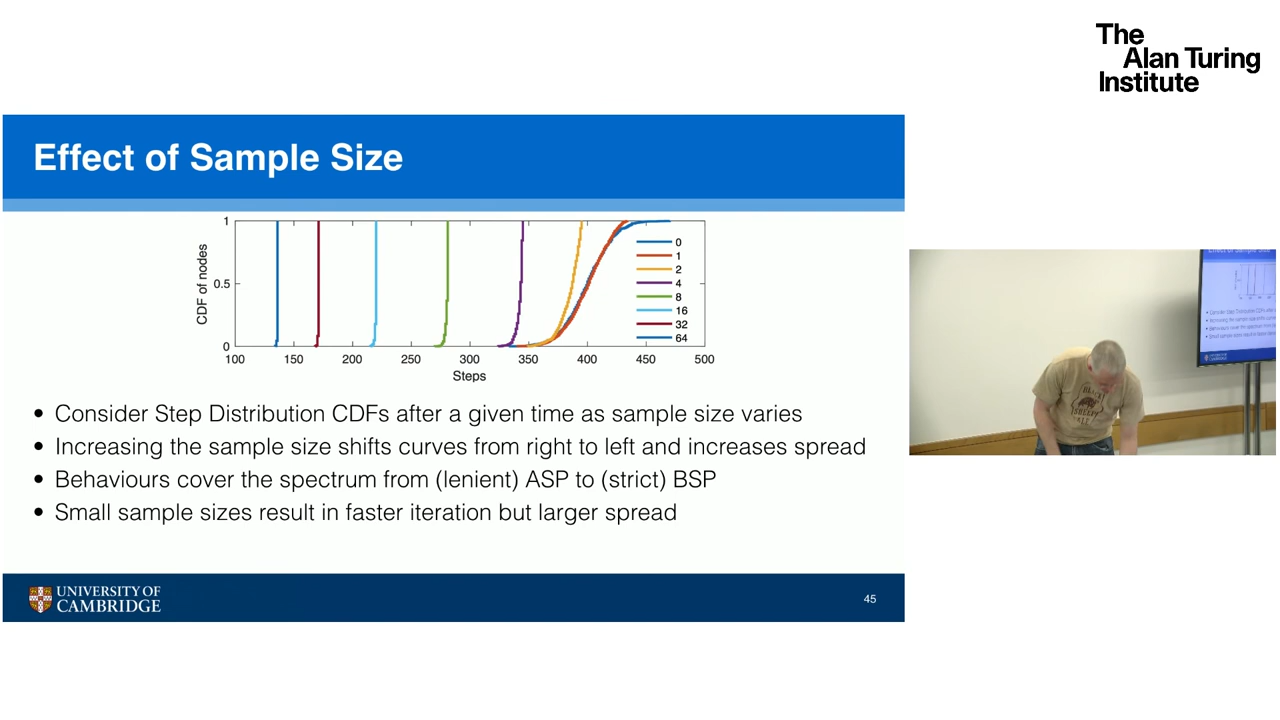 The
Alan Turing
Institute
Effect of Sample Size
CDF of nodes
1
0.5
0
100 150 200 250 300 350 400 450 500
Steps
0
1
2
4
8
16
32
64
• Consider Step Distribution CDFs after a given time as sample size varies
• Increasing the sample size shifts curves from right to left and increases spread
• Behaviours cover the spectrum from (lenient) ASP to (strict) BSP
• Small sample sizes result in faster iteration but larger spread
UNIVERSITY OF
CAMBRIDGE
45
BLACK
SHEEP
ALE